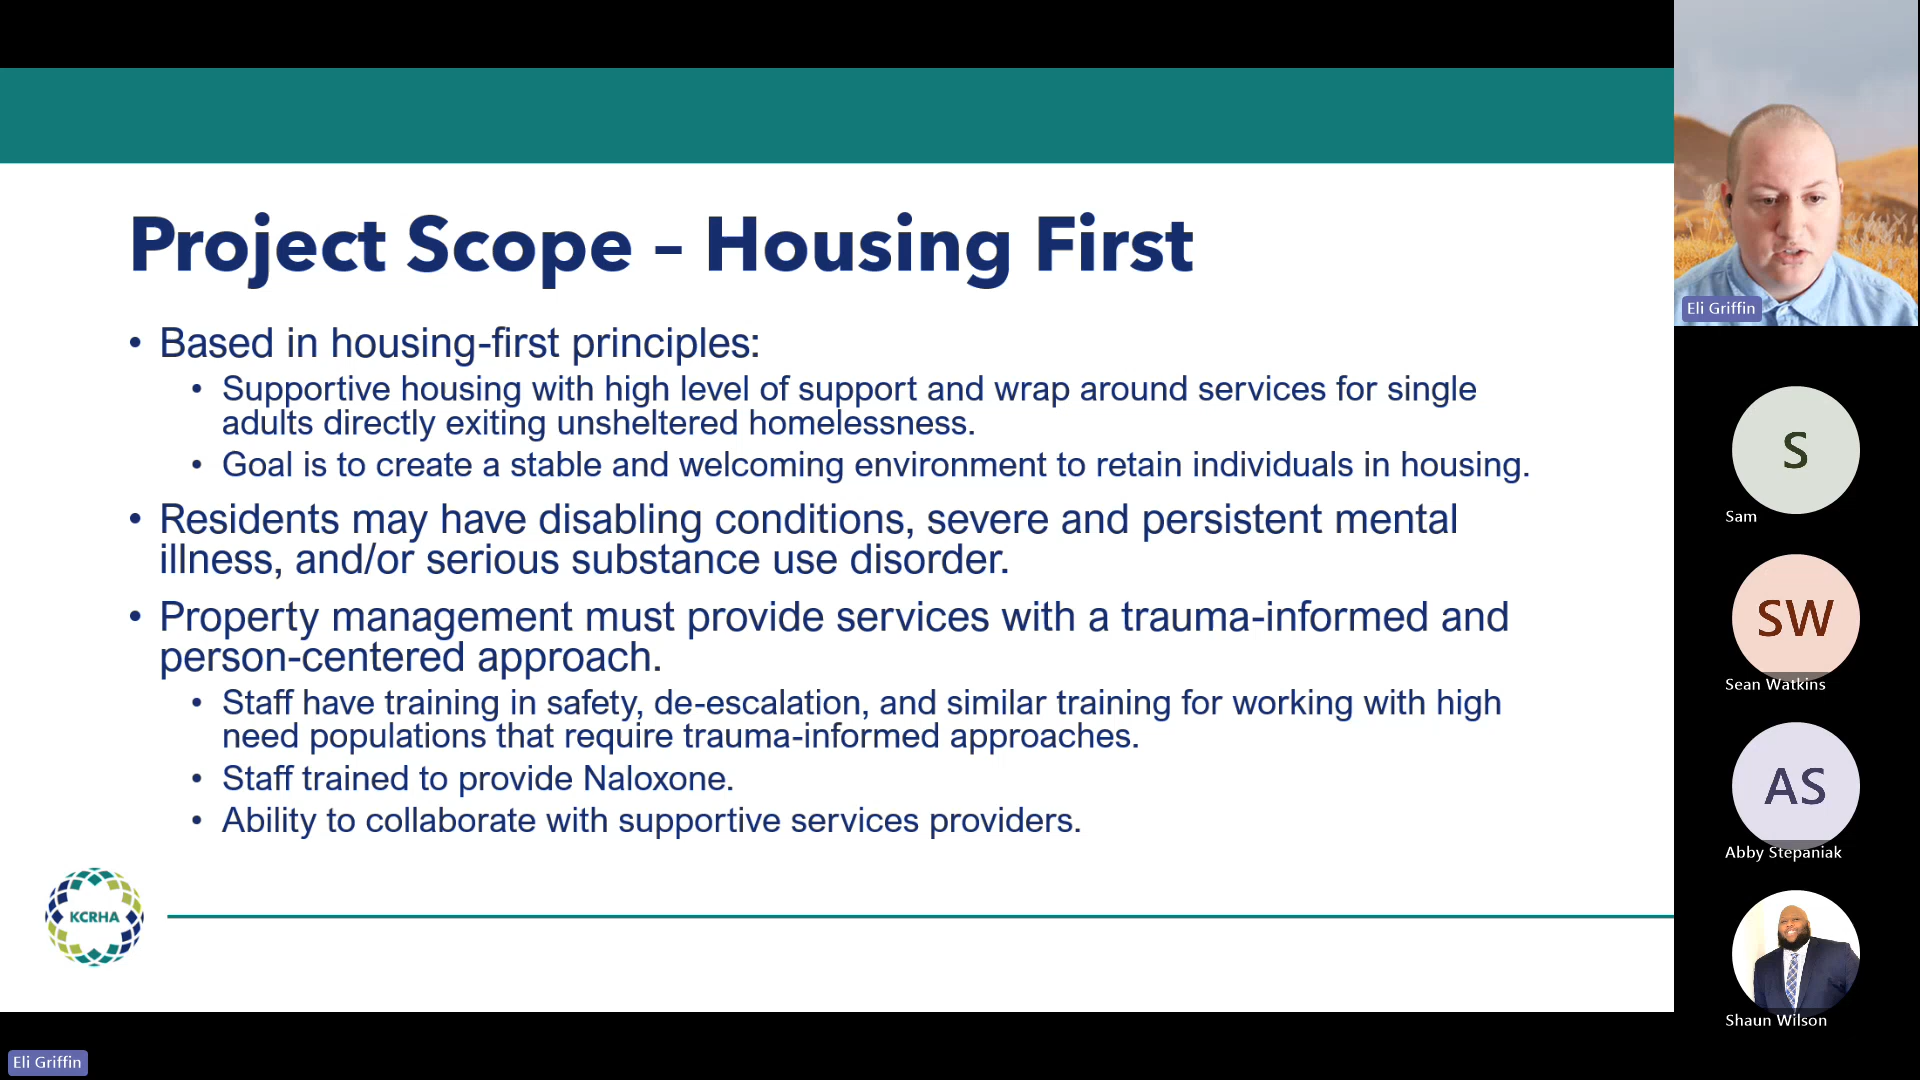 Project Scope – Housing First
• Based in housing-first principles:
• Supportive housing with high level of support and wrap around services for single
adults directly exiting unsheltered homelessness.
• Goal is to create a stable and welcoming environment to retain individuals in housing.
• Residents may have disabling conditions, severe and persistent mental
illness, and/or serious substance use disorder.
• Property management must provide services with a trauma-informed and
person-centered approach.
• Staff have training in safety, de-escalation, and similar training for working with high
need populations that require trauma-informed approaches.
• Staff trained to provide Naloxone.
• Ability to collaborate with supportive services providers.
KCRHA
Eli Griffin
S
Sam
SW
Sean Watkins
AS
Abby Stepaniak
Shaun Wilson
Eli Griffin